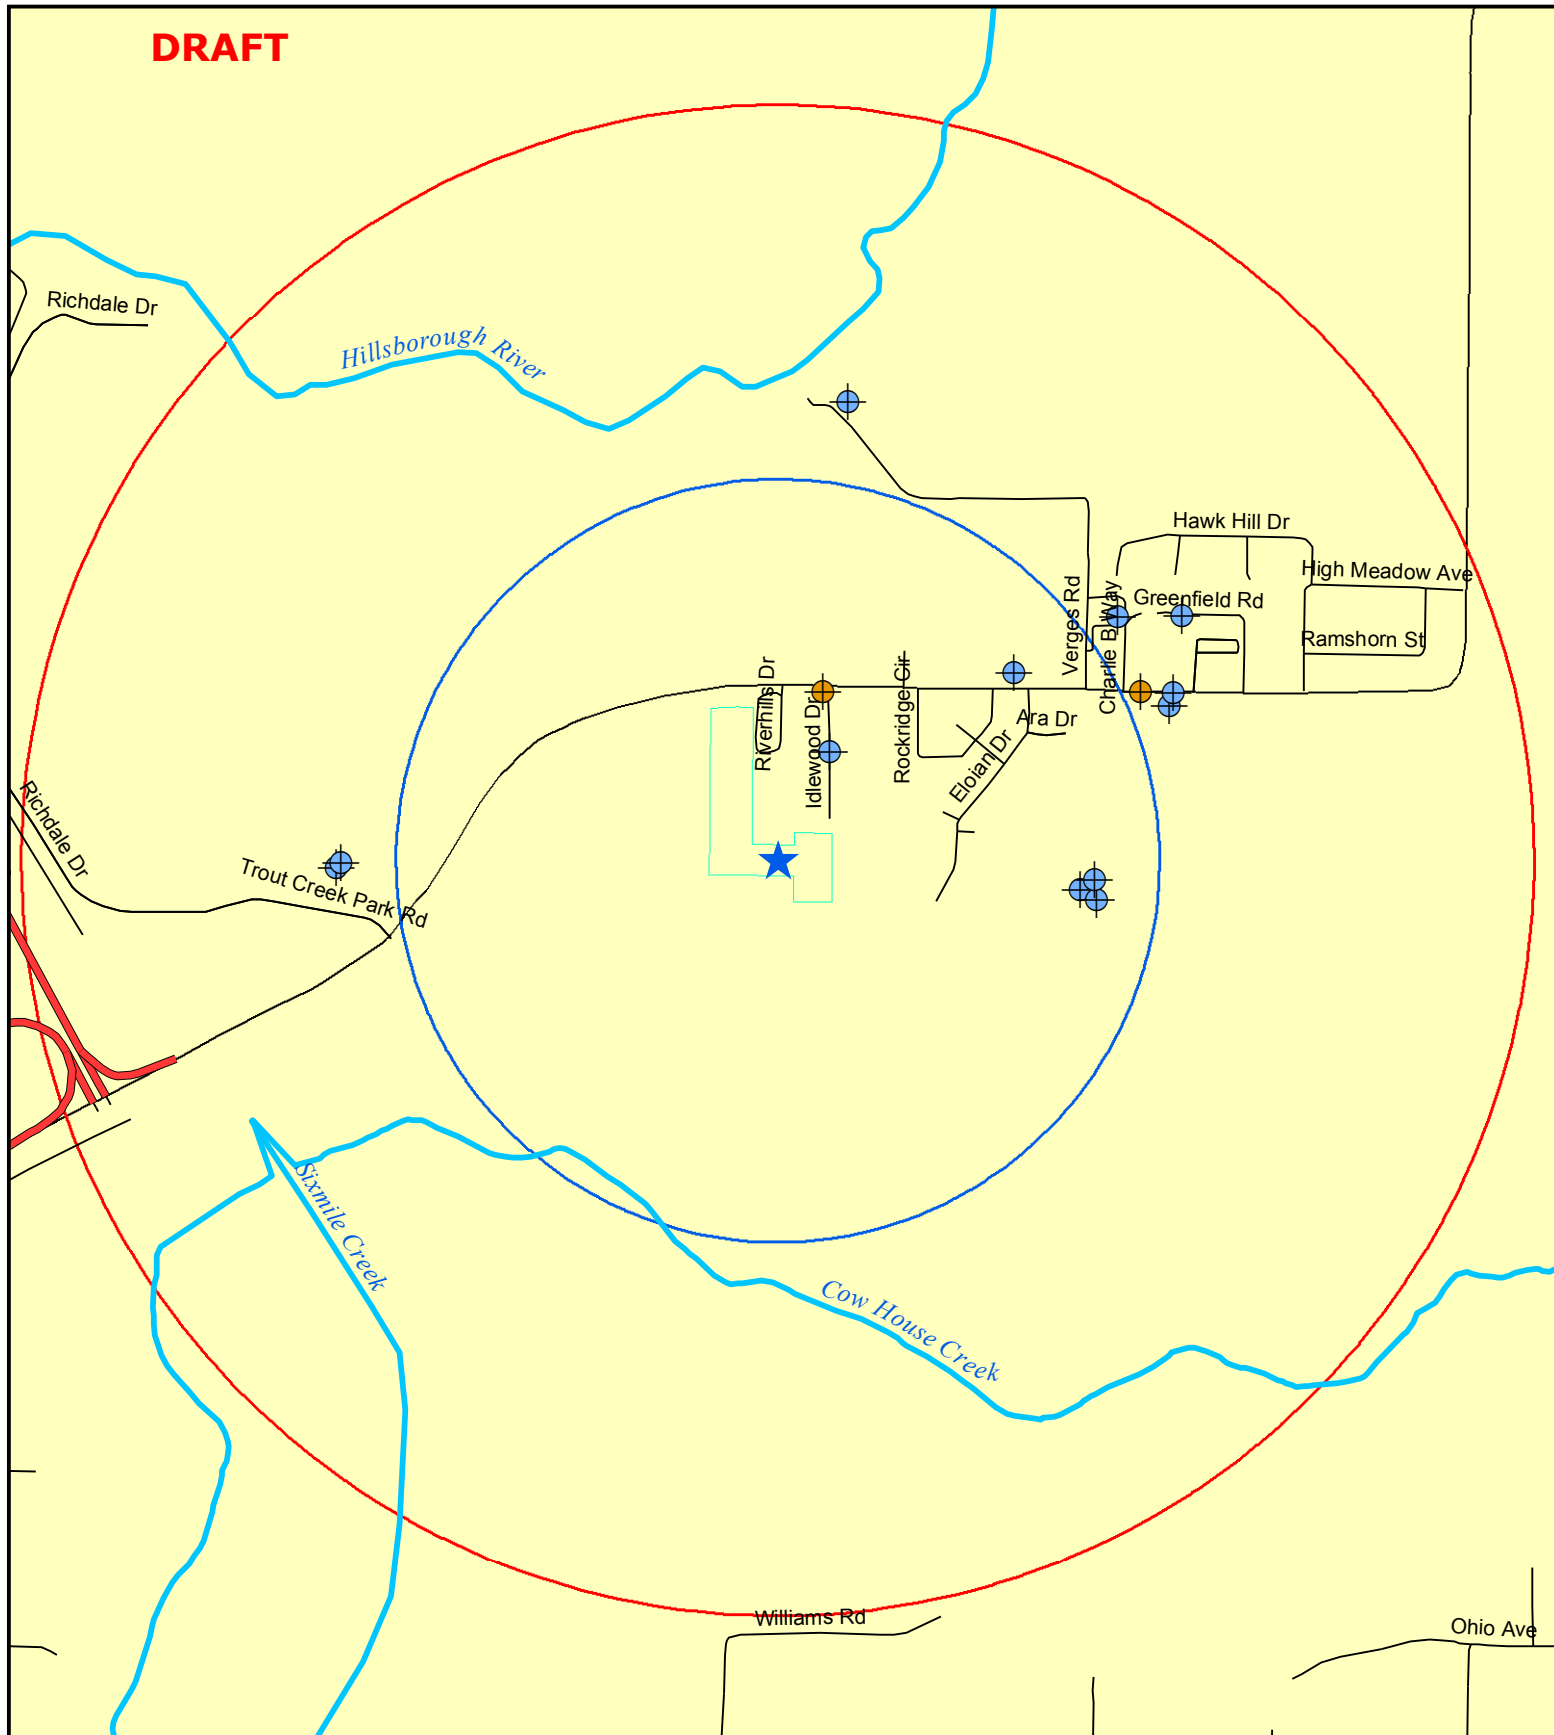 DRAFT
Richdale Dr
Hillsborough River
Hawk Hill Dr
High Meadow Ave
Verges Rd
Charlie B Way
Greenfield Rd
Ramshorn St
Riverhills Dr
Idlewood Dr
Rockridge Cir
Ara Dr
Eloian Dr
Richdale Dr
Trout Creek Park Rd
Sixmile Creek
Cow House Creek
Williams Rd
Ohio Ave